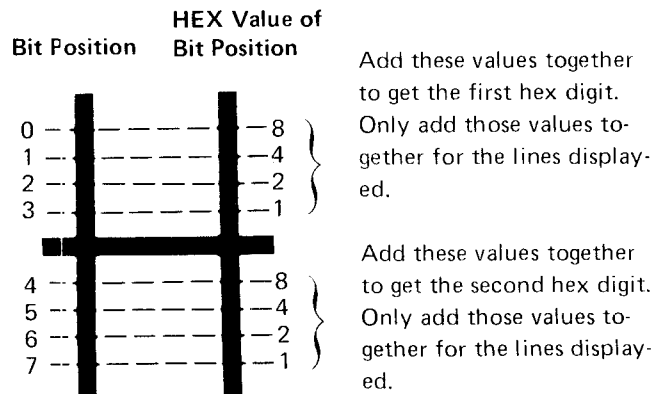 HEX Value of
Bit Position Bit Position
Add these values together
to get the first hex digit.
Only add those values to-
gether for the lines display-
ed.
0 8
1 4
2 2
3 1
Add these values together
to get the second hex digit.
Only add those values to-
gether for the lines display-
ed.
4 8
5 4
6 2
7 1